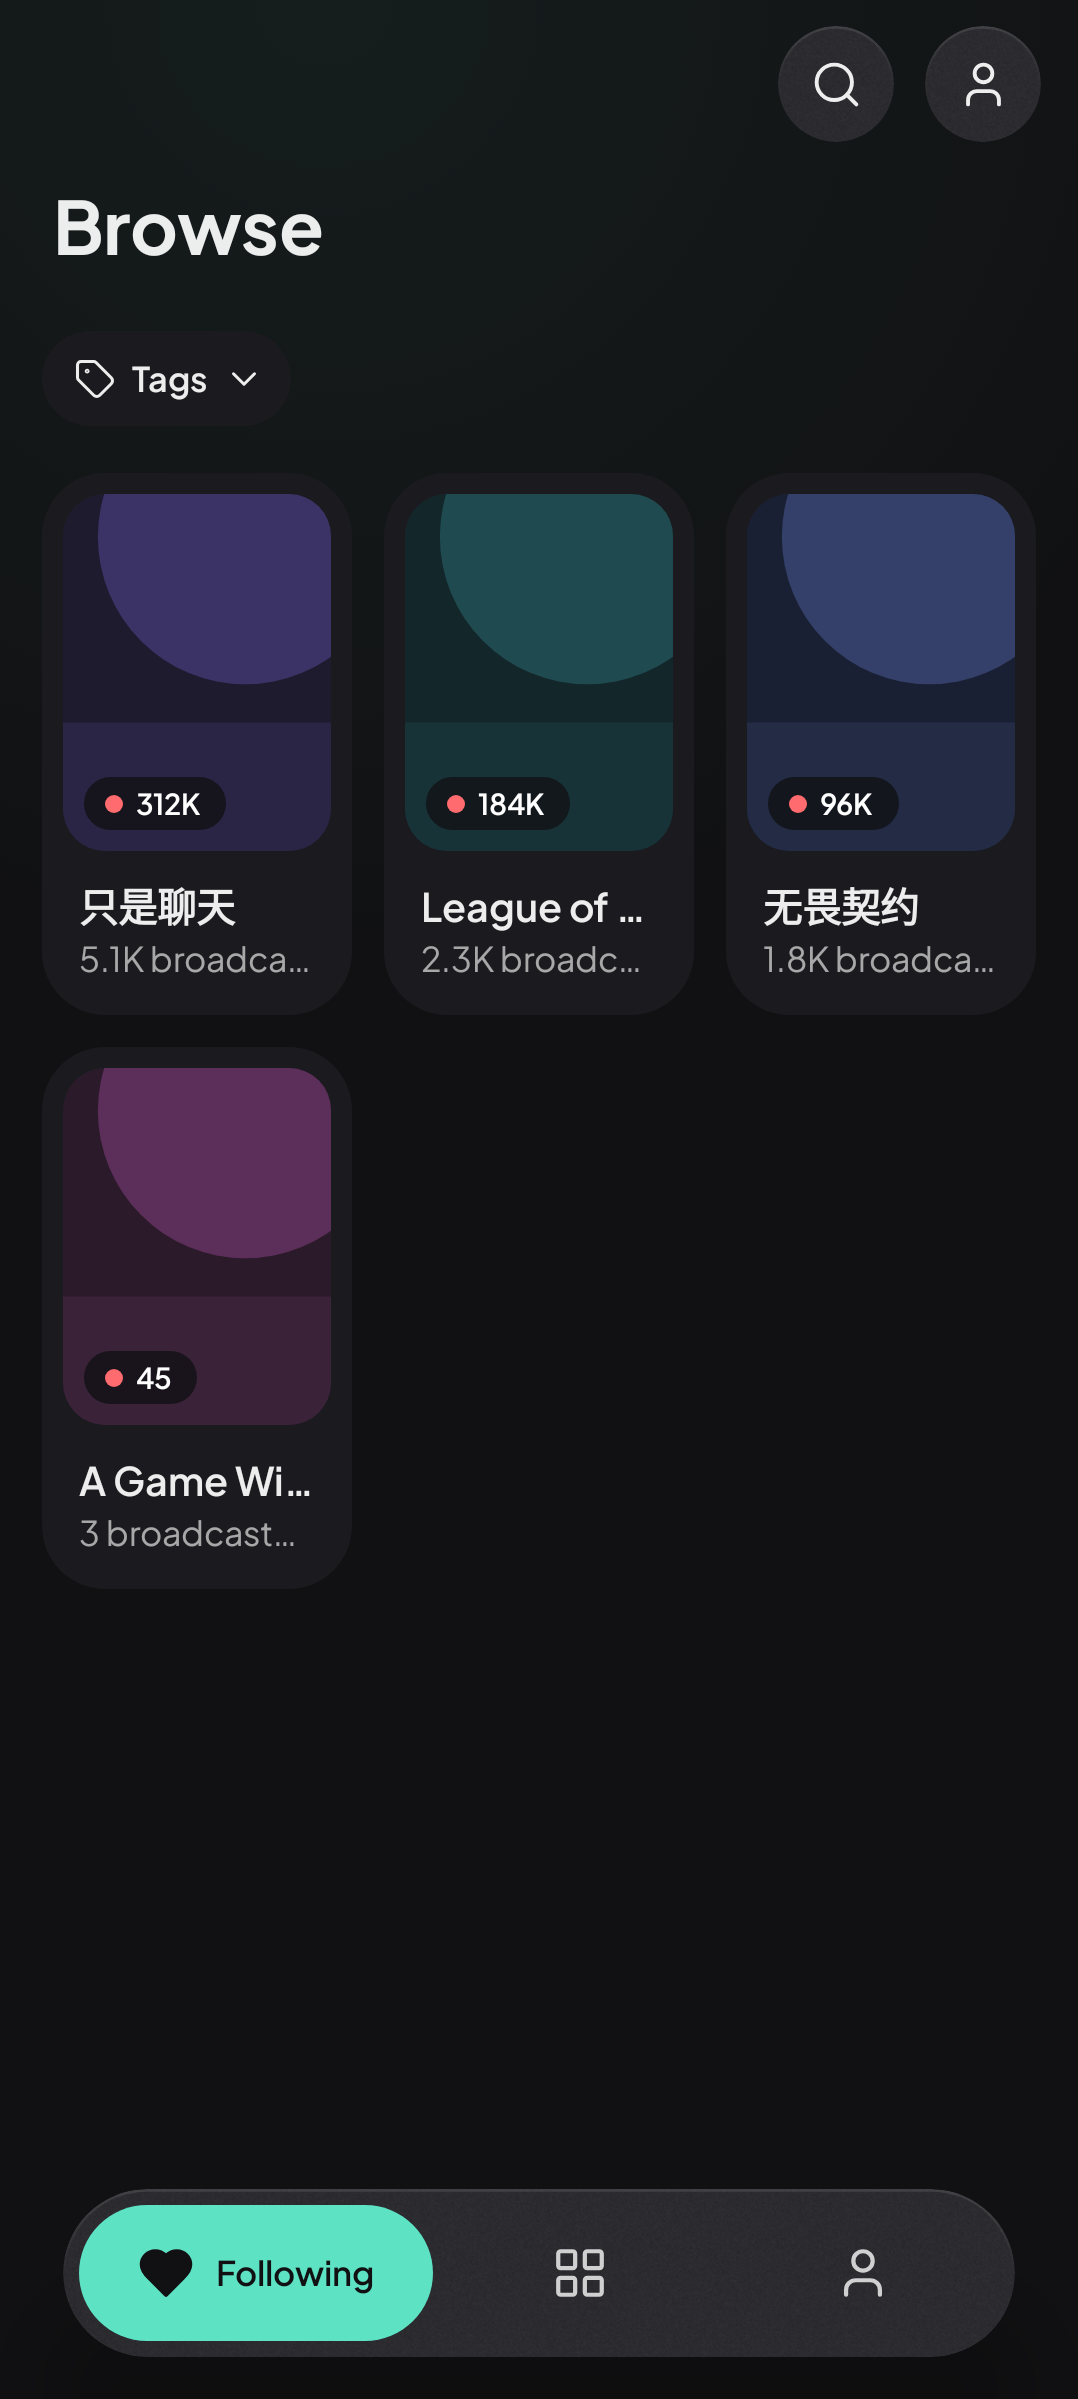 Browse
Tags
312K
184K
96K
只是聊天
League of ...
无畏契约
5.1K broadca...
2.3K broadc...
1.8K broadca...
45
A Game Wi...
3 broadcast...
Following